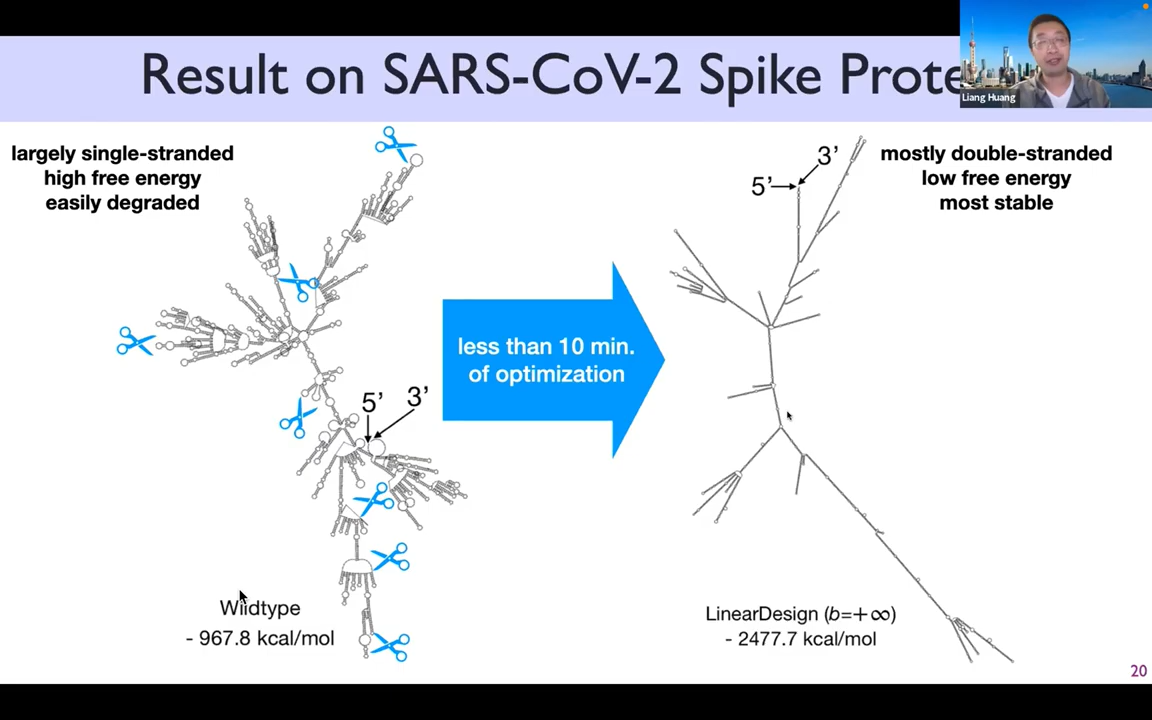 Result on SARS-CoV-2 Spike Prote
Liang Huang
largely single-stranded
high free energy
easily degraded
3’
5’
mostly double-stranded
low free energy
most stable
less than 10 min.
of optimization
5’
3’
Wildtype
- 967.8 kcal/mol
LinearDesign (b=+∞)
- 2477.7 kcal/mol
20